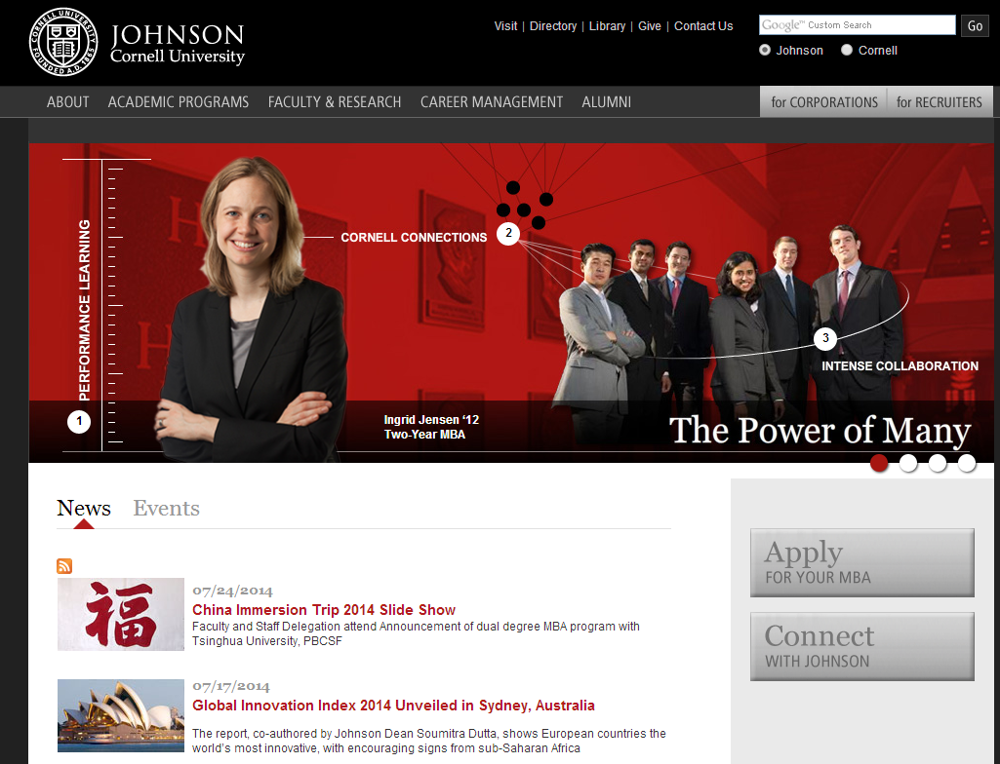 CORNELL UNIVERSITY
FOUNDED A.D. 1865
JOHNSON
Cornell University
Visit | Directory | Library | Give | Contact Us
Google™ Custom Search
Go
Johnson
Cornell
ABOUT
ACADEMIC PROGRAMS
FACULTY & RESEARCH
CAREER MANAGEMENT
ALUMNI
for CORPORATIONS
for RECRUITERS
PERFORMANCE LEARNING
1
CORNELL CONNECTIONS
2
3
INTENSE COLLABORATION
Ingrid Jensen ‘12
Two-Year MBA
The Power of Many
News
Events
福
07/24/2014
China Immersion Trip 2014 Slide Show
Faculty and Staff Delegation attend Announcement of dual degree MBA program with
Tsinghua University, PBCSF
07/17/2014
Global Innovation Index 2014 Unveiled in Sydney, Australia
The report, co-authored by Johnson Dean Soumitra Dutta, shows European countries the
world's most innovative, with encouraging signs from sub-Saharan Africa
Apply
FOR YOUR MBA
Connect
WITH JOHNSON